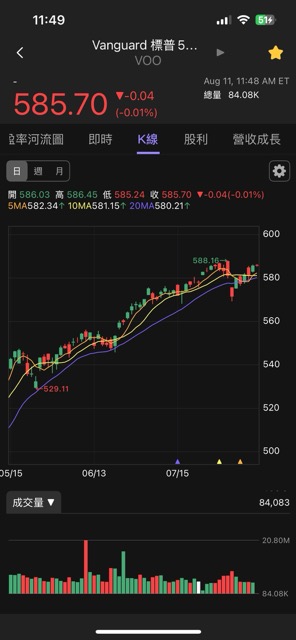 11:49
51
Vanguard 標普5...
VOO
-
585.70
▼-0.04
(-0.01%)
Aug 11, 11:48 AM ET
總量 84.08K
盈率河流圖 即時 K線 股利 營收成長
日 週 月
開 586.03 高 586.45 低 585.24 收 585.70 ▼-0.04(-0.01%)
5MA582.34↑ 10MA581.15↑ 20MA580.21↑
600
588.16
580
560
540
529.11
520
500
05/15 06/13 07/15
成交量▼ 84,083
20.80M
84.08K